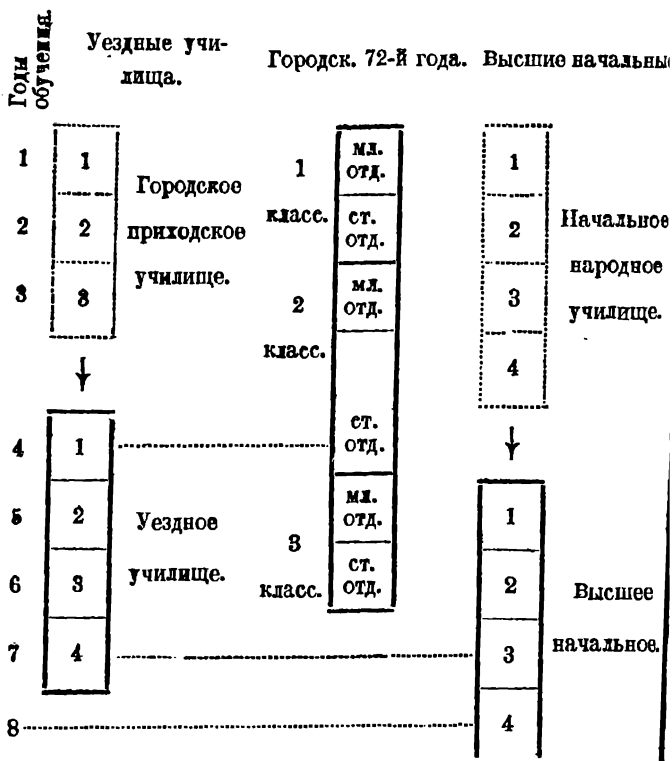 Годы обучения.
Уездные учи-
лища.
Городск. 72-й года.
Высшие начальные
1 1
2 2
3 3
Городское
приходское
училище.
4 1
5 2
6 3
7 4
8
Уездное
училище.
1
класс.
мл.
отд.
ст.
отд.
2
класс.
мл.
отд.
ст.
отд.
3
класс.
мл.
отд.
ст.
отд.
1
2
3
4
Начальное
народное
училище.
1
2
3
4
Высшее
начальное.